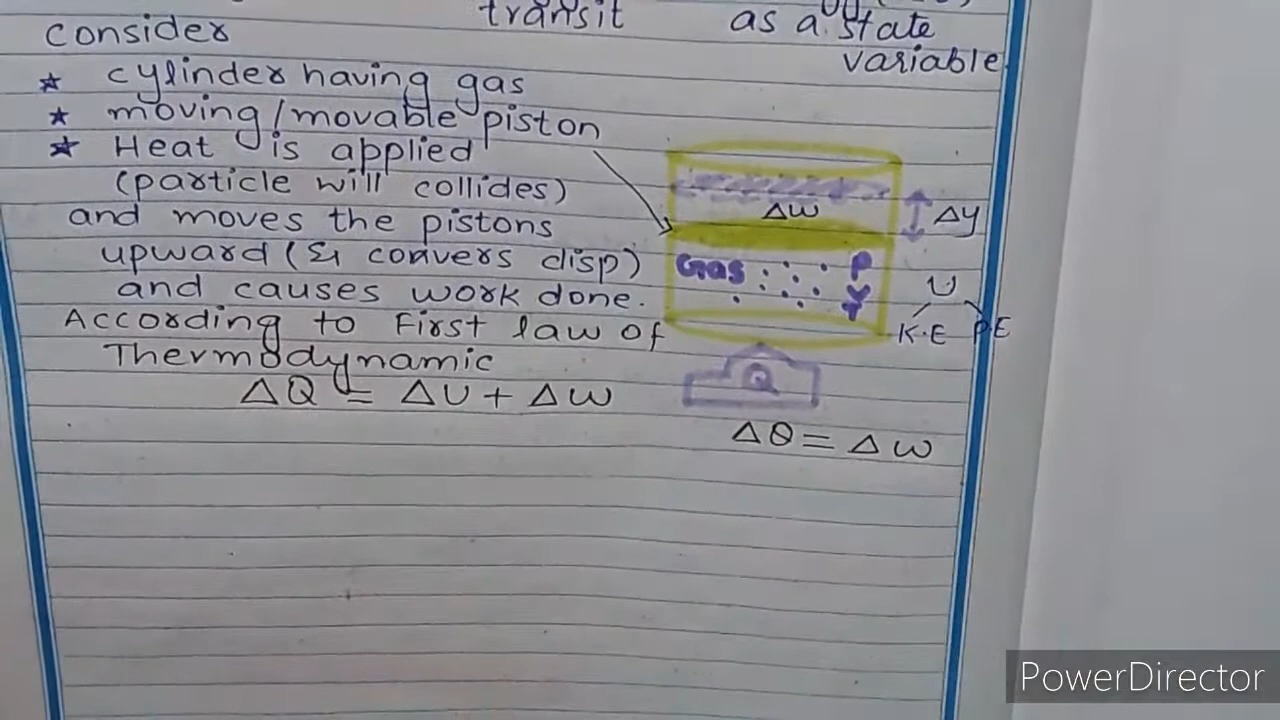 transit as a state
consider
variable
★ cylinder having gas
★ moving/movable piston
★ Heat is applied
(particle will collides)
and moves the pistons
upward (& convers disp)
and causes work done.
According to First law of
Thermodynamic
ΔQ = ΔU + ΔW
ΔW
Δy
Gas
P
V
T
U
K.E P.E
Q
ΔQ = ΔW
PowerDirector